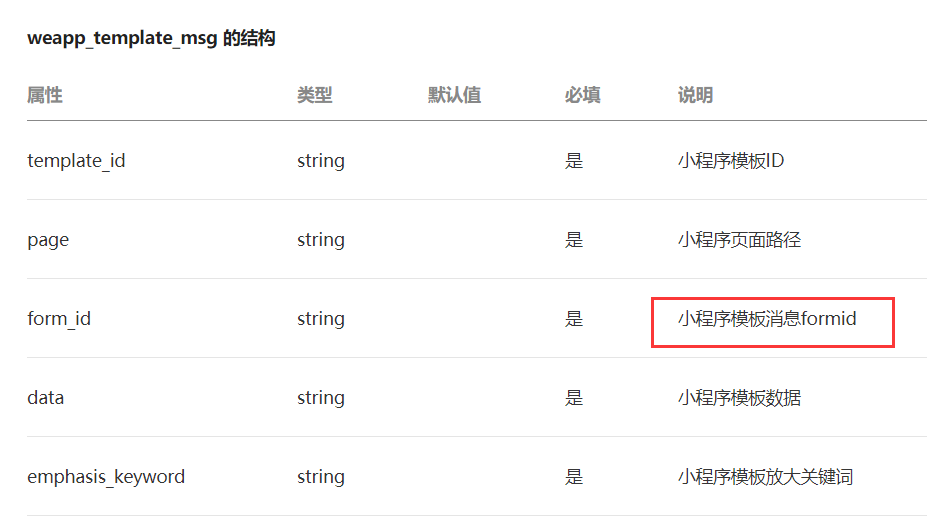 weapp_template_msg 的结构
属性 类型 默认值 必填 说明
template_id string 是 小程序模板ID
page string 是 小程序页面路径
form_id string 是 小程序模板消息formid
data string 是 小程序模板数据
emphasis_keyword string 是 小程序模板放大关键词